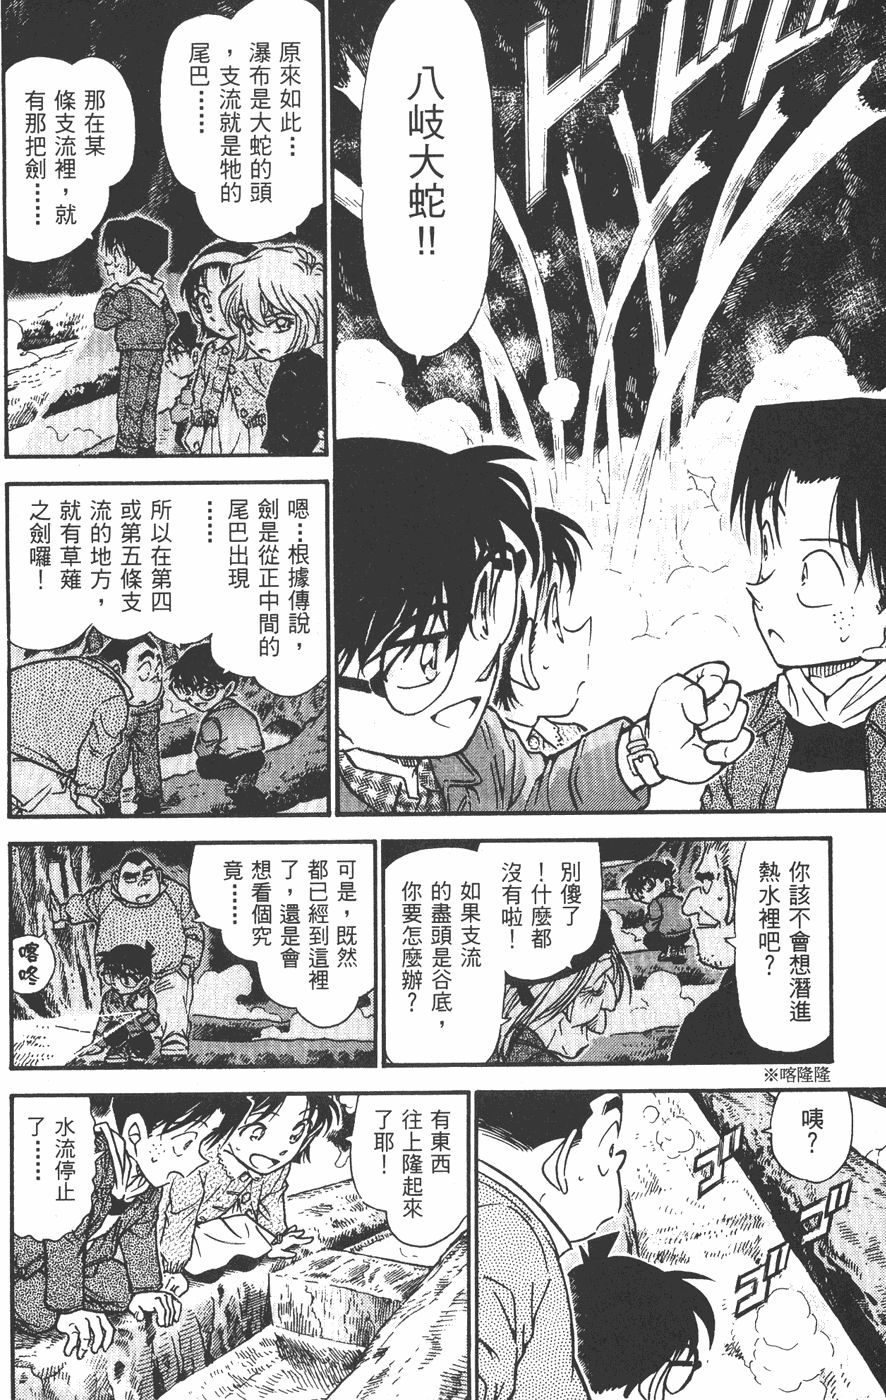 八岐大蛇!!
原來如此…
瀑布是大蛇的頭
，支流就是牠的
尾巴……
那在某
條支流裡，就
有那把劍……
嗯…根據傳說，
劍是從正中間的
尾巴出現
……
所以在第四
或第五條支
流的地方，
就有草薙
之劍囉！
你該不會想潛進
熱水裡吧？
別傻了
！什麼都
沒有啦！
如果支流
的盡頭是谷底，
你要怎麼辦？
可是，既然
都已經到這裡
了，還是會
想看個究
竟……
喀咚
※喀隆隆
咦？
ゴ
ゴゴ
ゴゴ
有東西
往上隆起來
了耶！
水流停止
了……